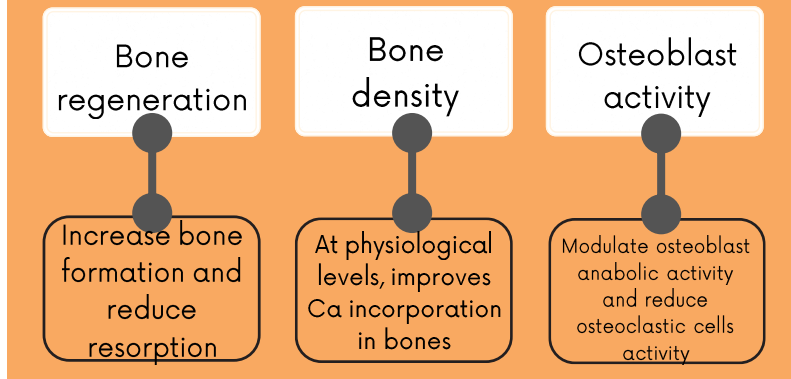 Bone
regeneration
Bone
density
Osteoblast
activity
Increase bone
formation and
reduce
resorption
At physiological
levels, improves
Ca incorporation
in bones
Modulate osteoblast
anabolic activity
and reduce
osteoclastic cells
activity